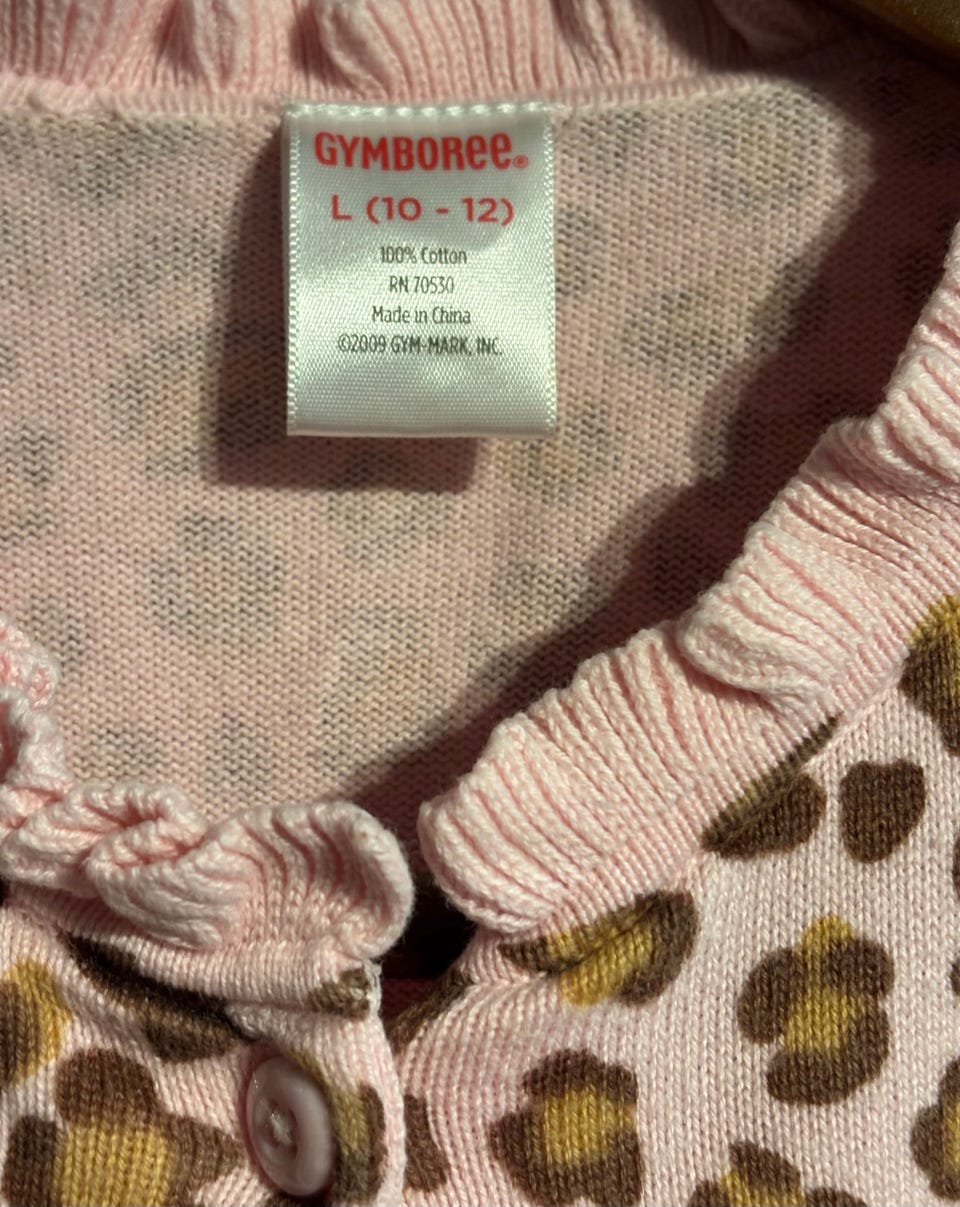 GYMBOREE®
L (10 - 12)
100% Cotton
RN 70530
Made in China
©2009 GYM-MARK, INC.